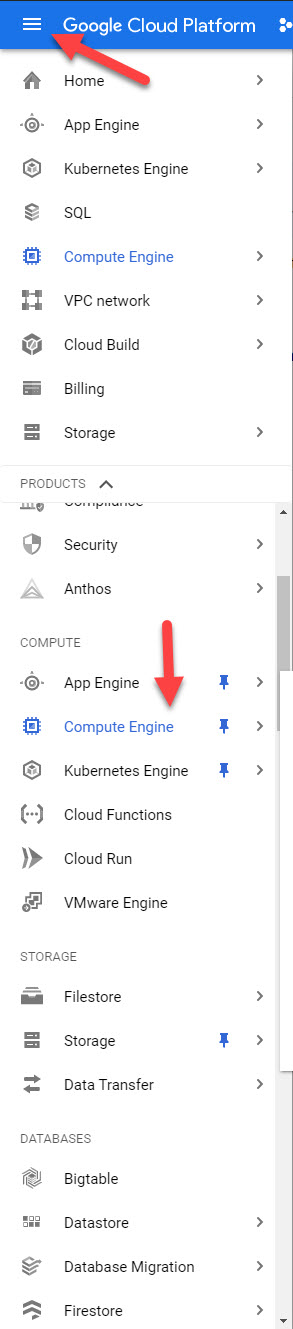 Google Cloud Platform
Home
App Engine
Kubernetes Engine
SQL
Compute Engine
VPC network
Cloud Build
Billing
Storage
PRODUCTS
Compliance
Security
Anthos
COMPUTE
App Engine
Compute Engine
Kubernetes Engine
Cloud Functions
Cloud Run
VMware Engine
STORAGE
Filestore
Storage
Data Transfer
DATABASES
Bigtable
Datastore
Database Migration
Firestore